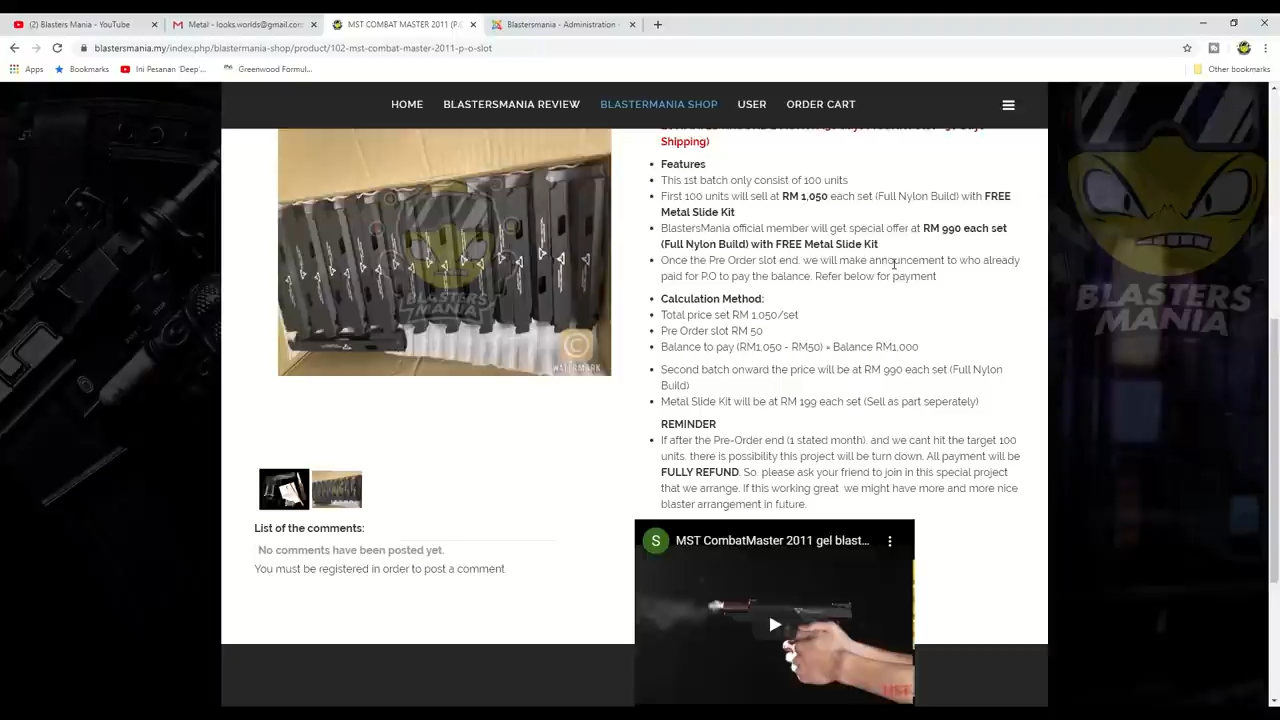 (2) Blasters Mania - YouTube
Metal - looks.worlds@gmail.com
MST COMBAT MASTER 2011 (P.O
Blastersmania - Administration -
blastersmania.my/index.php/blastermania-shop/product/102-mst-combat-master-2011-p-o-slot
Apps Bookmarks Ini Pesanan 'Deep'... Greenwood Formul... Other bookmarks
HOME BLASTERSMANIA REVIEW BLASTERMANIA SHOP USER ORDER CART
Shipping)
Features
This 1st batch only consist of 100 units
First 100 units will sell at RM 1,050 each set (Full Nylon Build) with FREE
Metal Slide Kit
BlastersMania official member will get special offer at RM 990 each set
(Full Nylon Build) with FREE Metal Slide Kit
Once the Pre Order slot end, we will make announcement to who already
paid for P.O to pay the balance. Refer below for payment
Calculation Method:
Total price set RM 1,050/set
Pre Order slot RM 50
Balance to pay (RM1,050 - RM50) = Balance RM1,000
Second batch onward the price will be at RM 990 each set (Full Nylon
Build)
Metal Slide Kit will be at RM 199 each set (Sell as part seperately)
REMINDER
If after the Pre-Order end (1 stated month), and we cant hit the target 100
units, there is possibility this project will be turn down. All payment will be
FULLY REFUND. So, please ask your friend to join in this special project
that we arrange. If this working great we might have more and more nice
blaster arrangement in future.
BLASTERS
MANIA
©
WATERMARK
List of the comments:
No comments have been posted yet.
You must be registered in order to post a comment
S MST CombatMaster 2011 gel blast...
MST
BLASTERS
MANIA